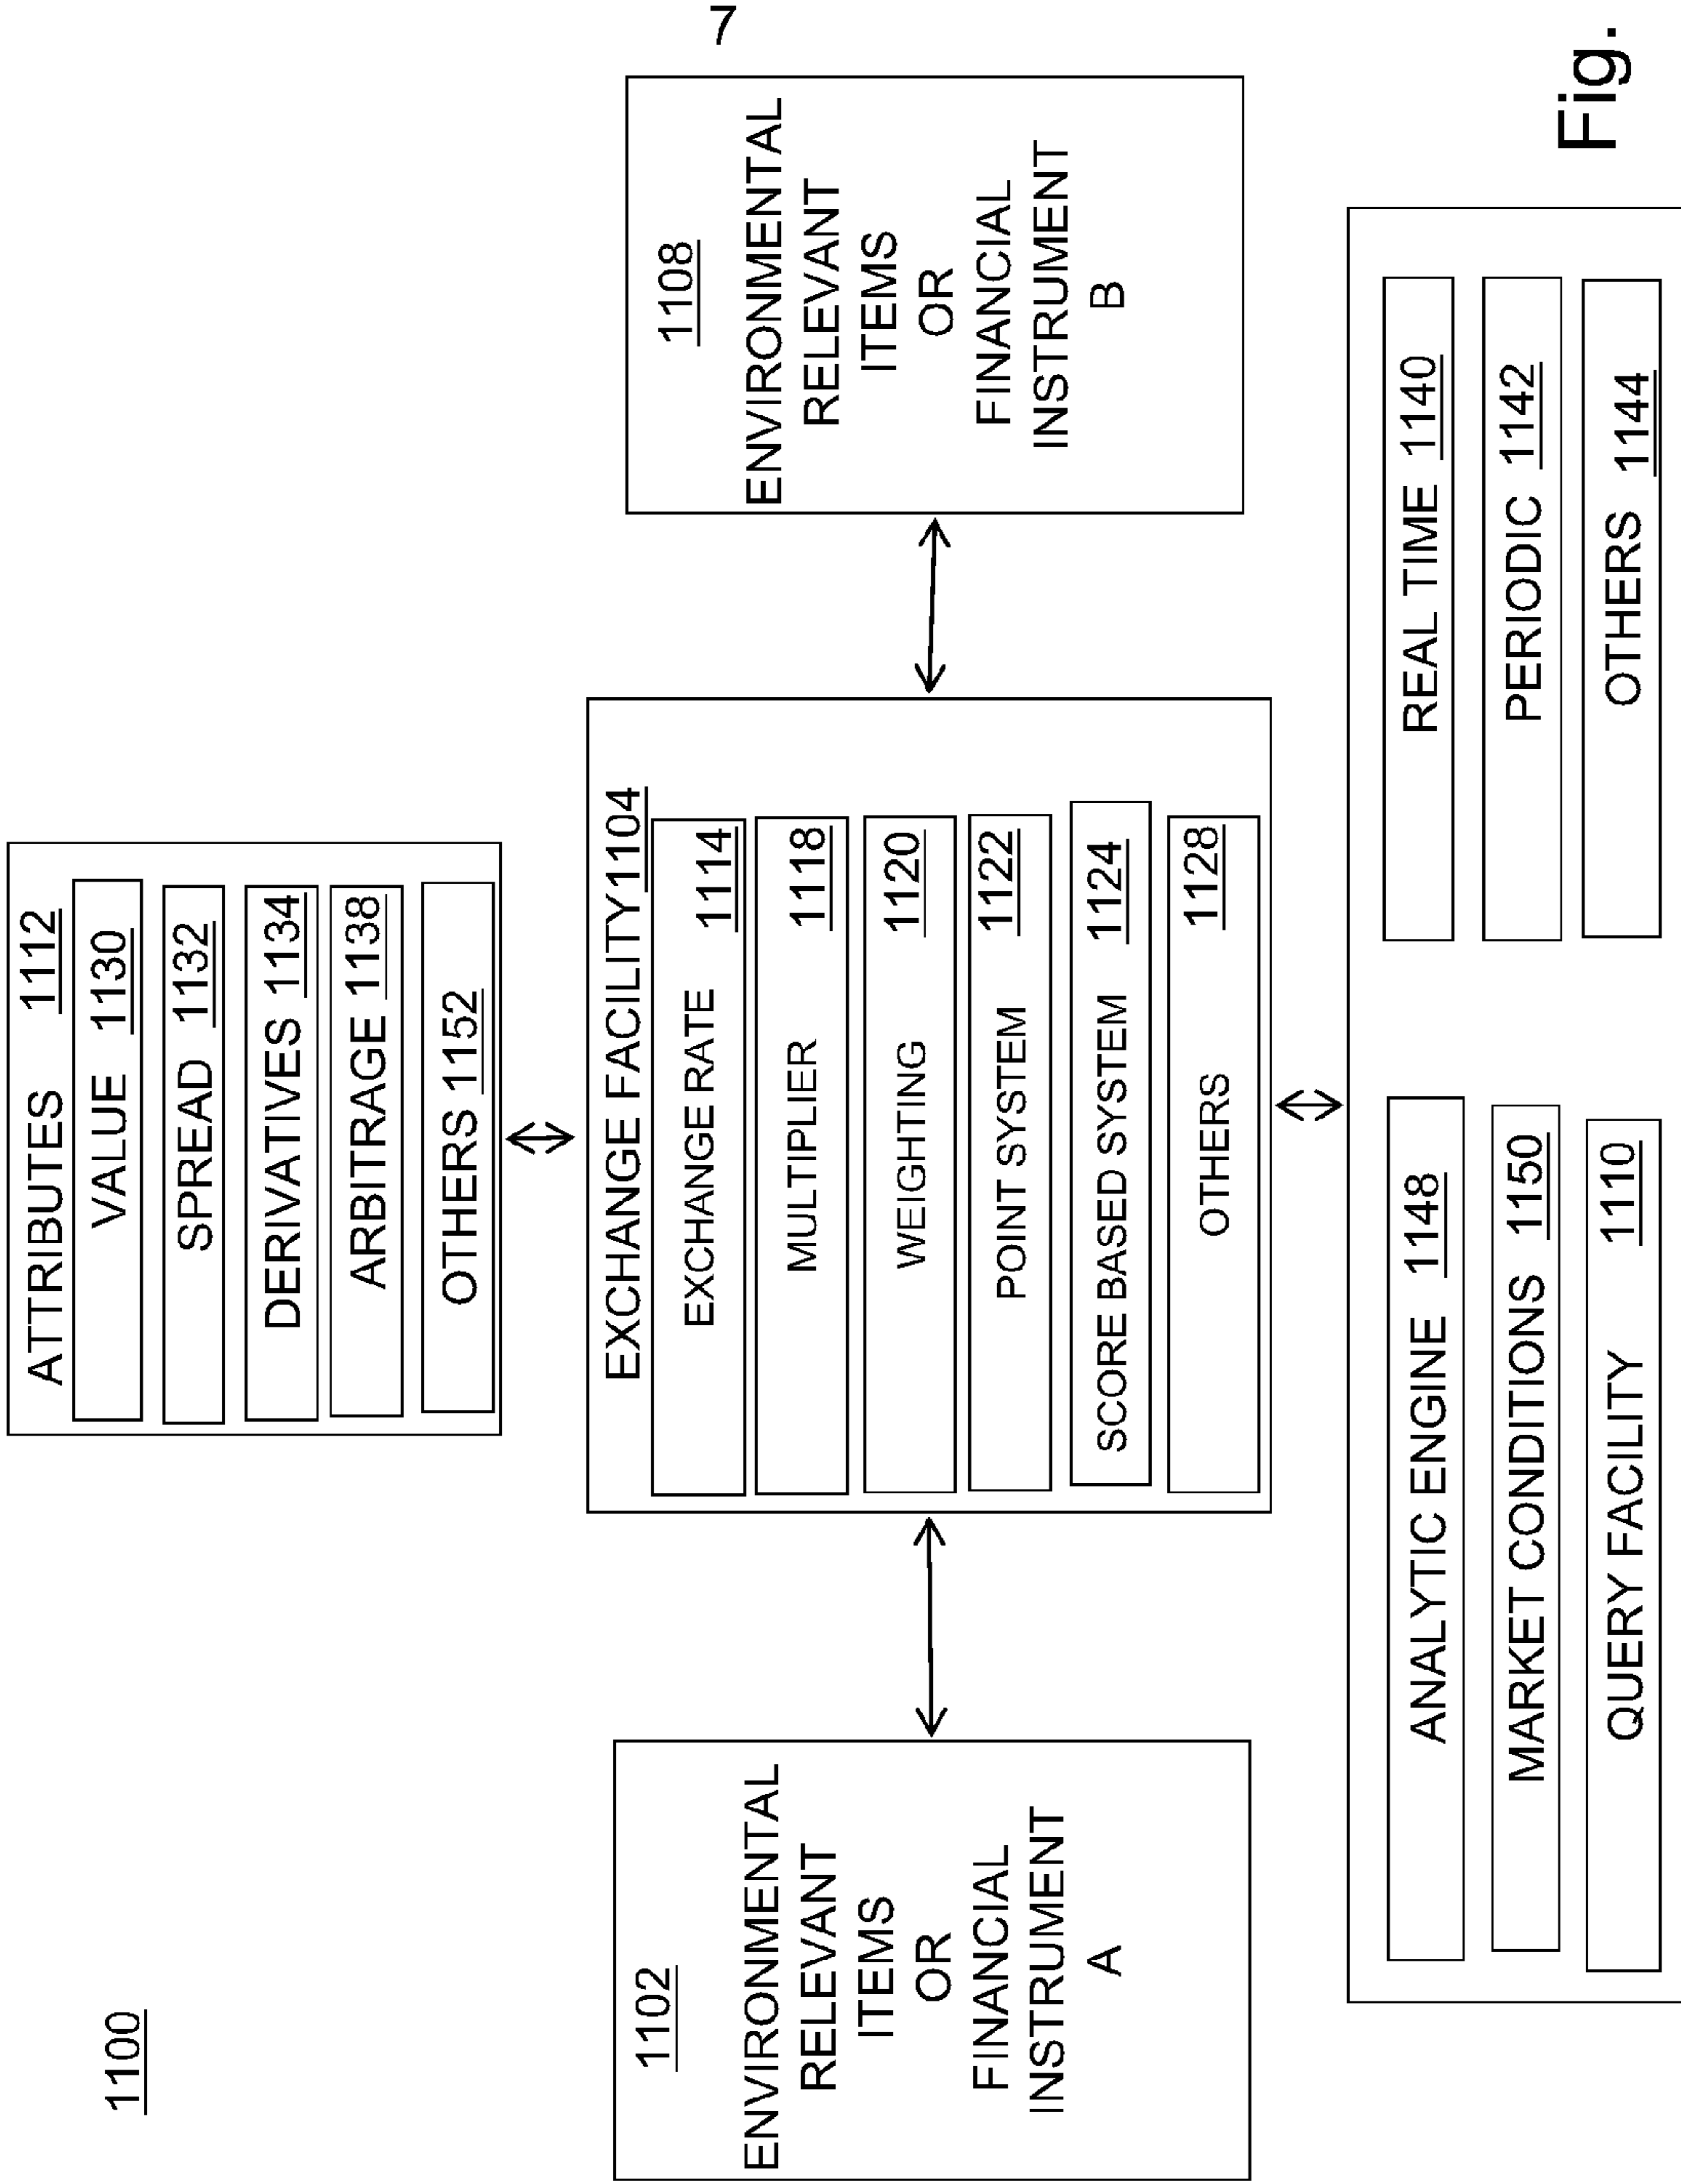 1100
ATTRIBUTES 1112
VALUE 1130
SPREAD 1132
DERIVATIVES 1134
ARBITRAGE 1138
OTHERS 1152
1102
ENVIRONMENTAL
RELEVANT
ITEMS
OR
FINANCIAL
INSTRUMENT
A
EXCHANGE FACILITY 1104
EXCHANGE RATE 1114
MULTIPLIER 1118
WEIGHTING 1120
POINT SYSTEM 1122
SCORE BASED SYSTEM 1124
OTHERS 1128
1108
ENVIRONMENTAL
RELEVANT
ITEMS
OR
FINANCIAL
INSTRUMENT
B
7
ANALYTIC ENGINE 1148
MARKET CONDITIONS 1150
QUERY FACILITY 1110
REAL TIME 1140
PERIODIC 1142
OTHERS 1144
Fig.